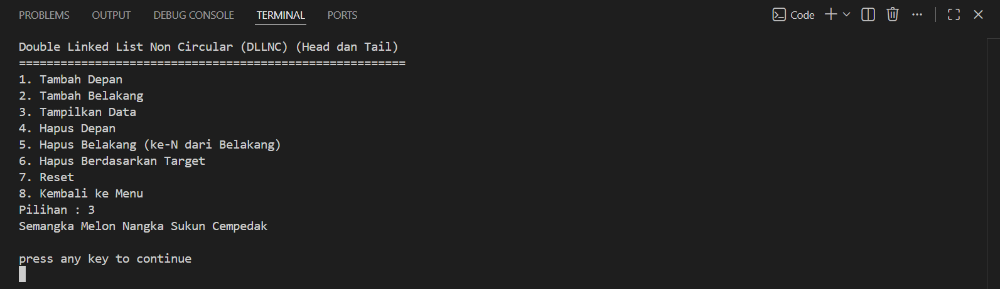 PROBLEMS OUTPUT DEBUG CONSOLE TERMINAL PORTS Code
Double Linked List Non Circular (DLLNC) (Head dan Tail)
========================================================
1. Tambah Depan
2. Tambah Belakang
3. Tampilkan Data
4. Hapus Depan
5. Hapus Belakang (ke-N dari Belakang)
6. Hapus Berdasarkan Target
7. Reset
8. Kembali ke Menu
Pilihan : 3
Semangka Melon Nangka Sukun Cempedak
press any key to continue